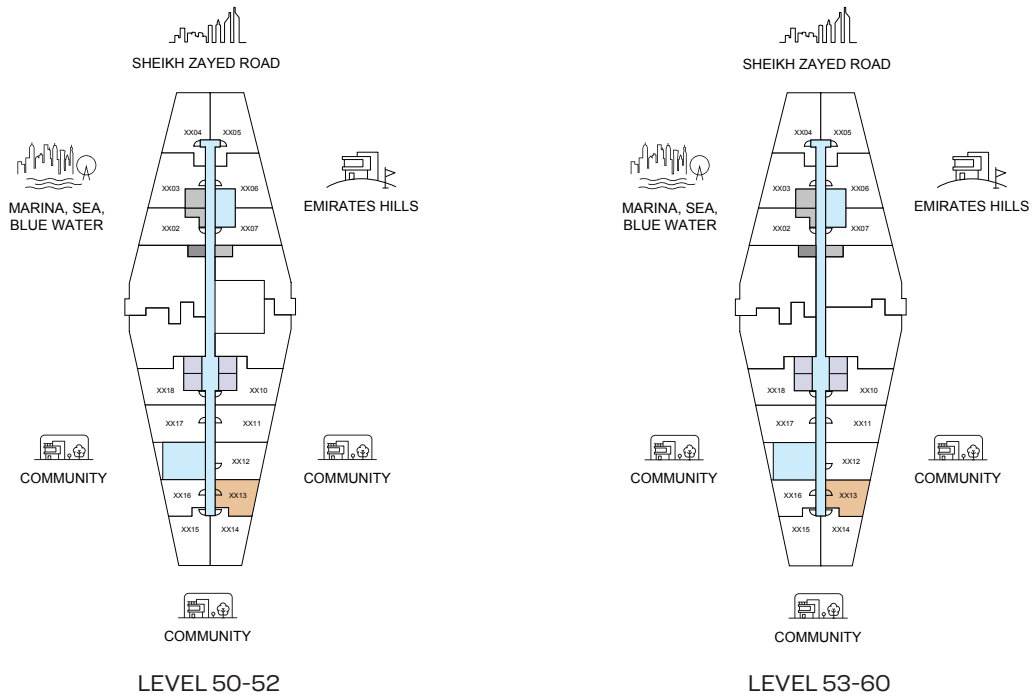 SHEIKH ZAYED ROAD
XX04
XX05
MARINA, SEA,
BLUE WATER
XX03
XX06
EMIRATES HILLS
XX02
XX07
XX18
XX10
XX17
XX11
COMMUNITY
XX12
COMMUNITY
XX16
XX13
XX15
XX14
COMMUNITY
LEVEL 50-52
SHEIKH ZAYED ROAD
XX04
XX05
MARINA, SEA,
BLUE WATER
XX03
XX06
EMIRATES HILLS
XX02
XX07
XX18
XX10
XX17
XX11
COMMUNITY
XX12
COMMUNITY
XX16
XX13
XX15
XX14
COMMUNITY
LEVEL 53-60